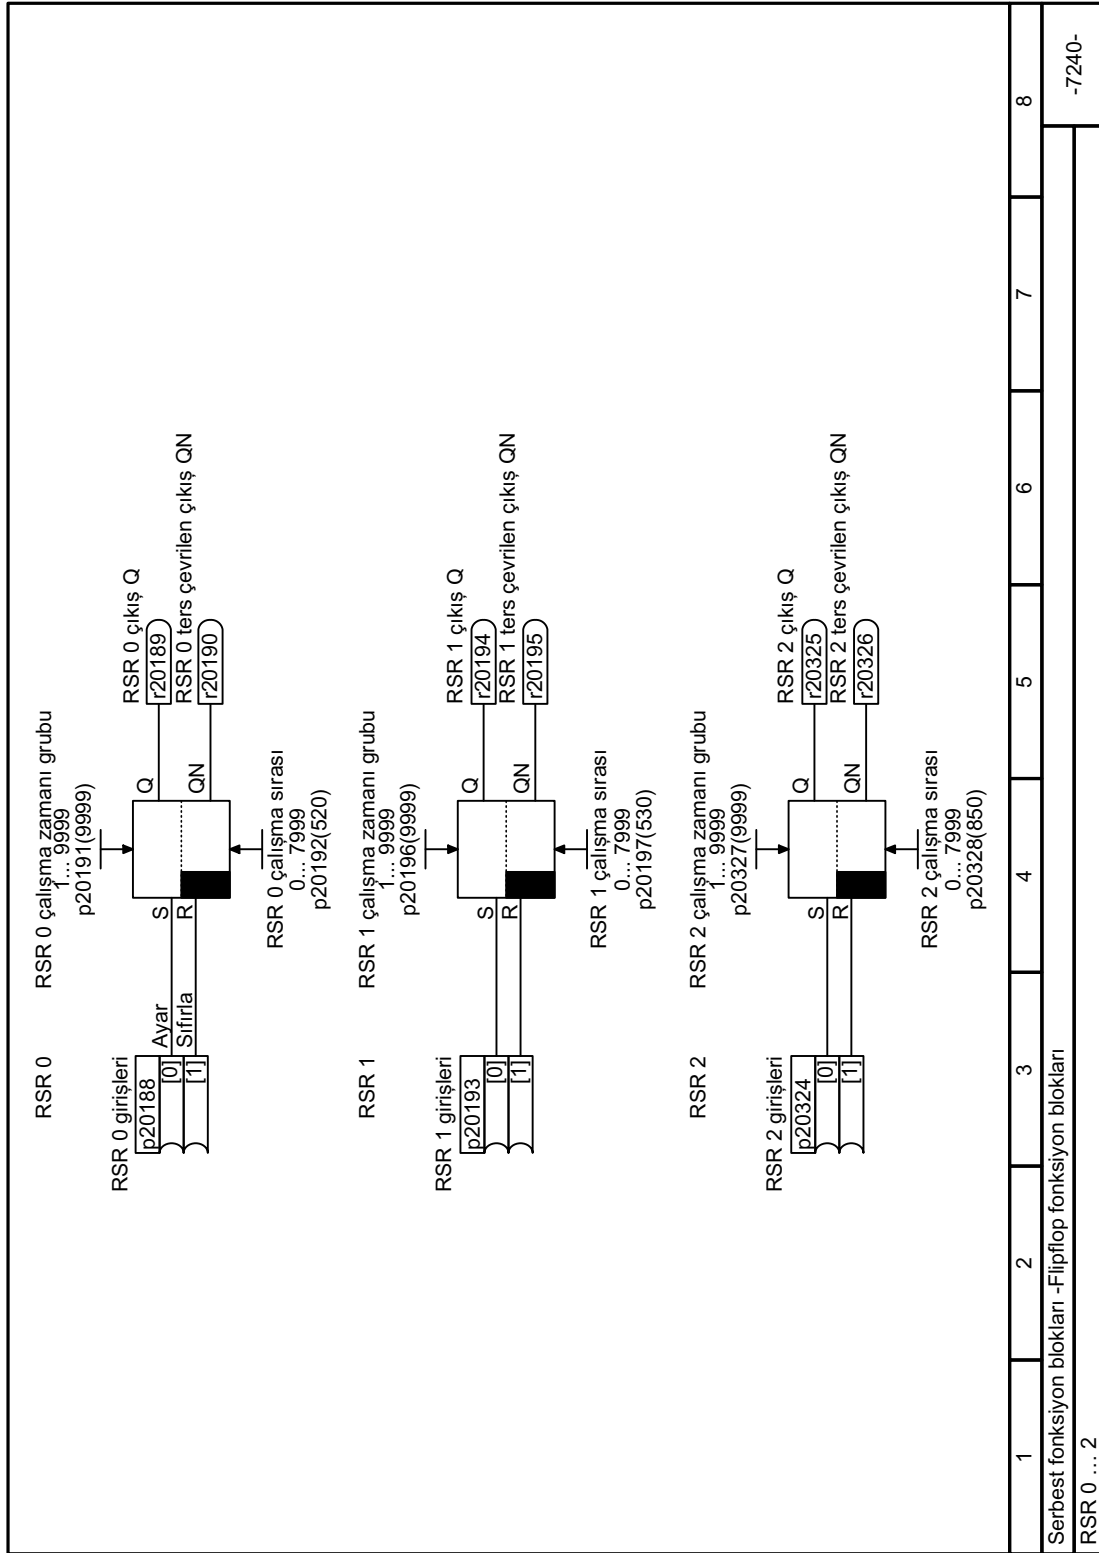 RSR 0
RSR 0 çalışma zamanı grubu
1... 9999
p20191(9999)
RSR 0 girişleri
p20188
[0]
[1]
Ayar
Sıfırla
S
R
Q
QN
RSR 0 çıkış Q
r20189
RSR 0 ters çevrilen çıkış QN
r20190
RSR 0 çalışma sırası
0... 7999
p20192(520)
RSR 1
RSR 1 çalışma zamanı grubu
1... 9999
p20196(9999)
RSR 1 girişleri
p20193
[0]
[1]
S
R
Q
QN
RSR 1 çıkış Q
r20194
RSR 1 ters çevrilen çıkış QN
r20195
RSR 1 çalışma sırası
0... 7999
p20197(530)
RSR 2
RSR 2 çalışma zamanı grubu
1... 9999
p20327(9999)
RSR 2 girişleri
p20324
[0]
[1]
S
R
Q
QN
RSR 2 çıkış Q
r20325
RSR 2 ters çevrilen çıkış QN
r20326
RSR 2 çalışma sırası
0... 7999
p20328(850)
1 2 3 4 5 6 7 8
Serbest fonksiyon blokları -Flipflop fonksiyon blokları
-7240-
RSR 0 ... 2